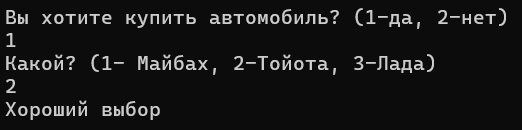 Вы хотите купить автомобиль? (1-да, 2-нет)
1
Какой? (1- Майбах, 2-Тойота, 3-Лада)
2
Хороший выбор